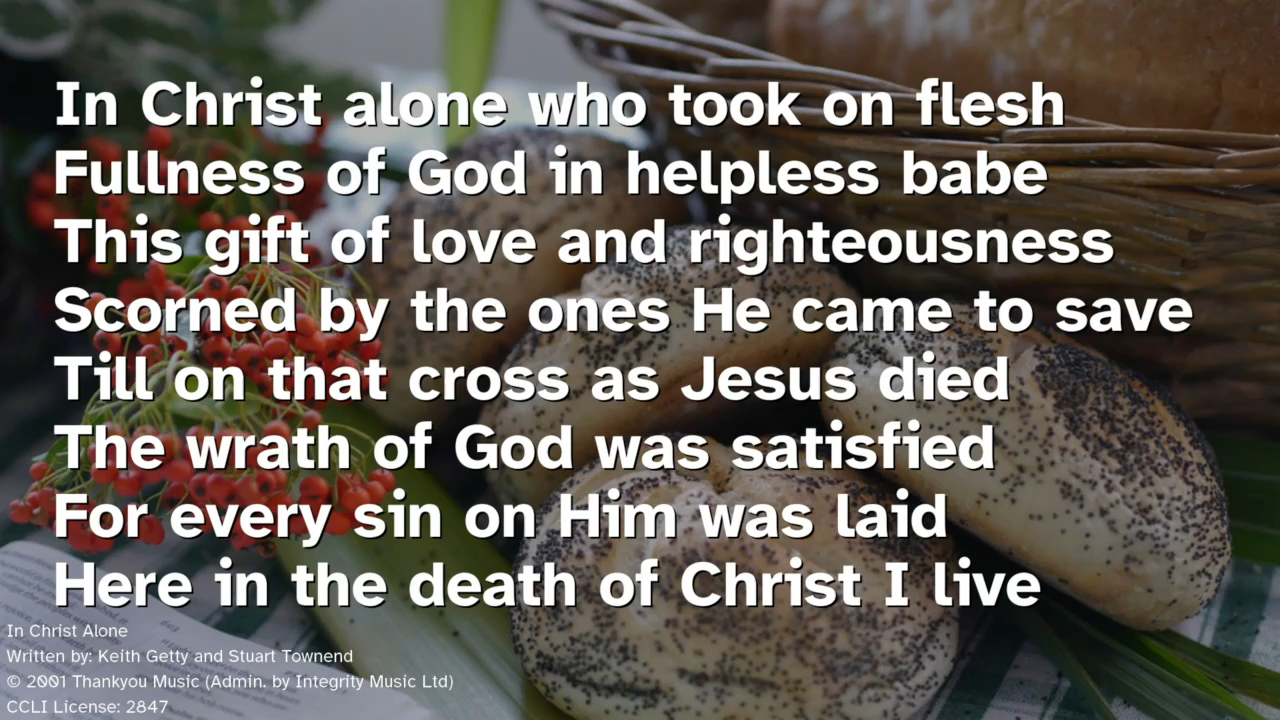 In Christ alone who took on flesh
Fullness of God in helpless babe
This gift of love and righteousness
Scorned by the ones He came to save
Till on that cross as Jesus died
The wrath of God was satisfied
For every sin on Him was laid
Here in the death of Christ I live
In Christ Alone
Written by: Keith Getty and Stuart Townend
© 2001 Thankyou Music (Admin. by Integrity Music Ltd)
CCLI License: 2847